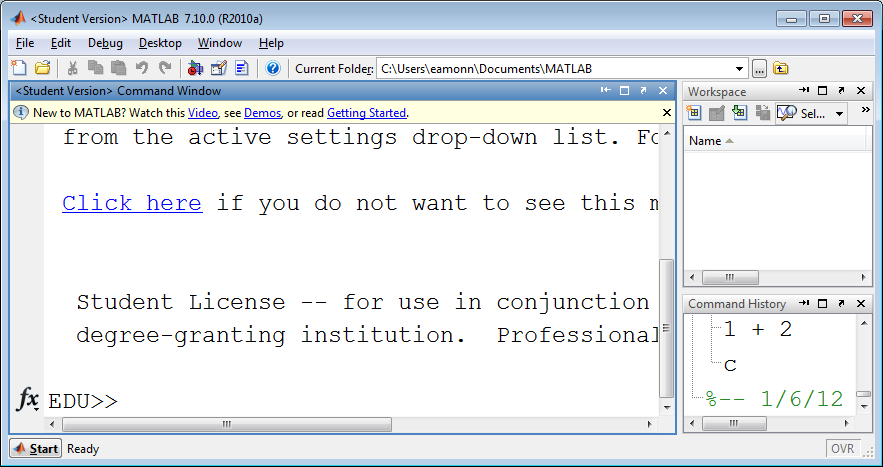 <Student Version> MATLAB 7.10.0 (R2010a)
File Edit Debug Desktop Window Help
Current Folder: C:\Users\eamonn\Documents\MATLAB
<Student Version> Command Window
New to MATLAB? Watch this Video, see Demos, or read Getting Started.
from the active settings drop-down list. Fo
Click here if you do not want to see this m
Student License -- for use in conjunction
degree-granting institution. Professional
fx EDU>>
Workspace
Sel...
Name
Command History
1 + 2
c
%-- 1/6/12
Start Ready
OVR